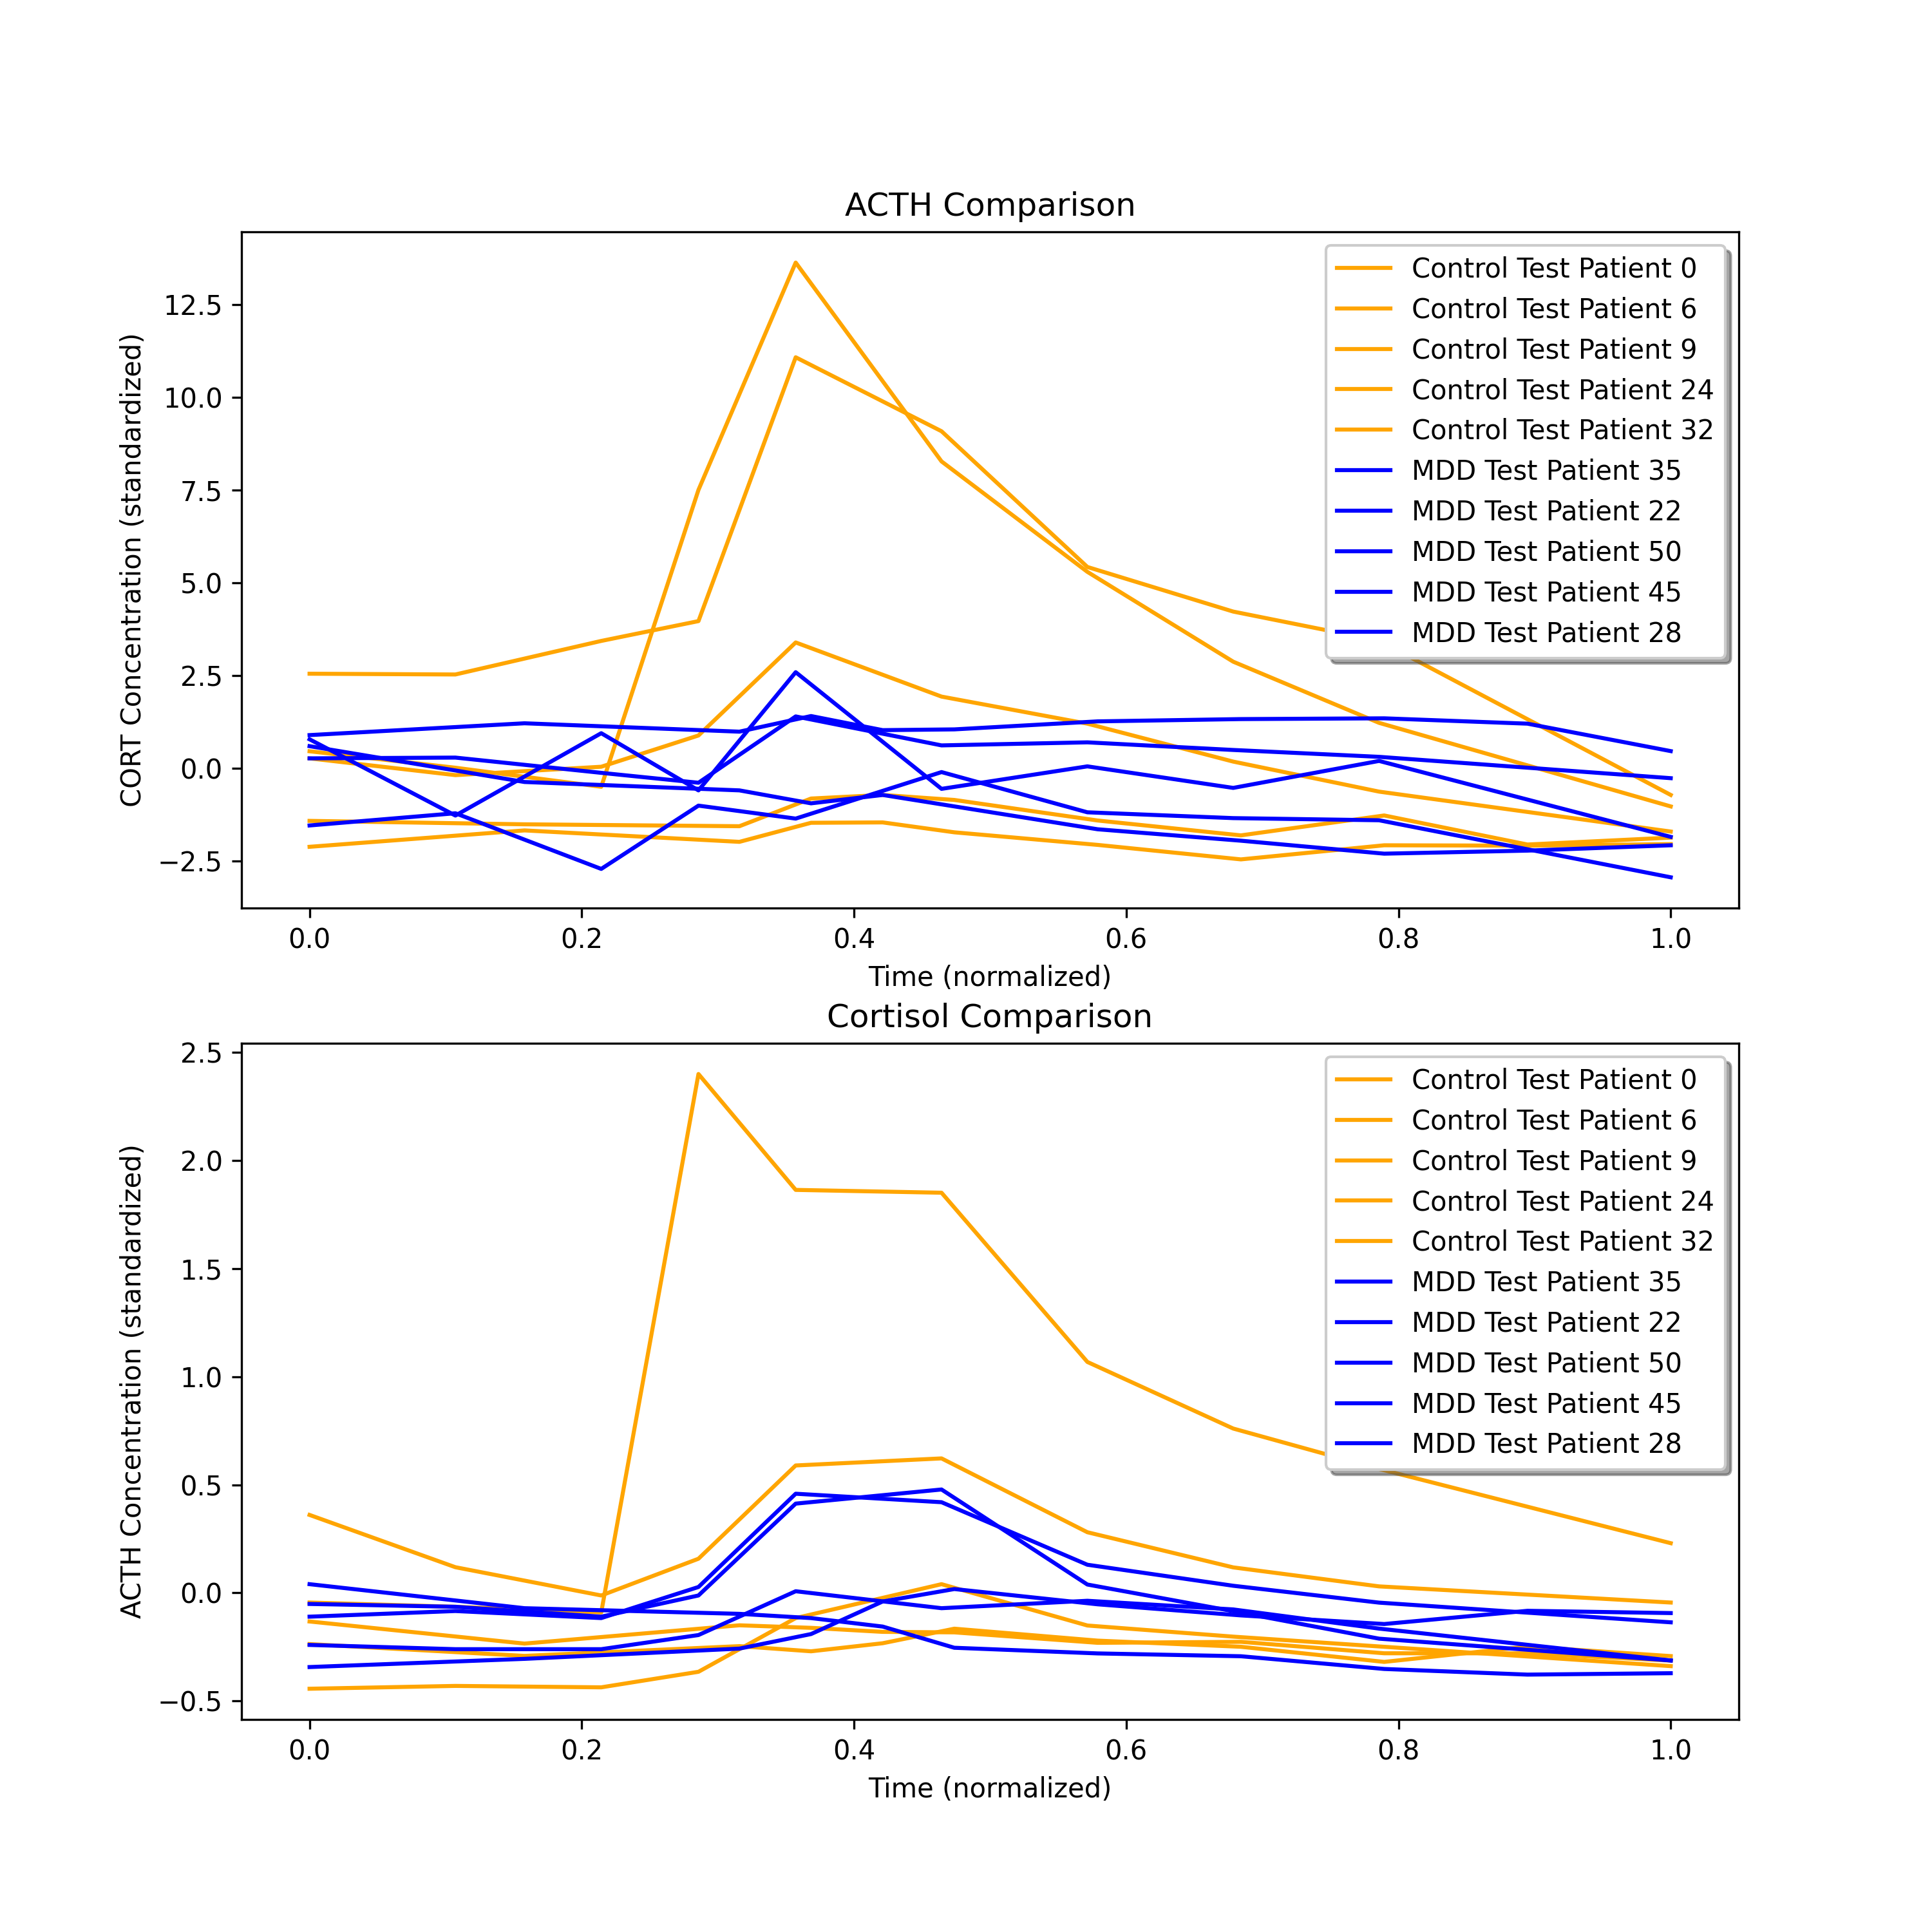 ACTH Comparison
CORT Concentration (standardized)
12.5
10.0
7.5
5.0
2.5
0.0
−2.5
Control Test Patient 0
Control Test Patient 6
Control Test Patient 9
Control Test Patient 24
Control Test Patient 32
MDD Test Patient 35
MDD Test Patient 22
MDD Test Patient 50
MDD Test Patient 45
MDD Test Patient 28
0.0 0.2 0.4 0.6 0.8 1.0
Time (normalized)
Cortisol Comparison
ACTH Concentration (standardized)
2.5
2.0
1.5
1.0
0.5
0.0
−0.5
Control Test Patient 0
Control Test Patient 6
Control Test Patient 9
Control Test Patient 24
Control Test Patient 32
MDD Test Patient 35
MDD Test Patient 22
MDD Test Patient 50
MDD Test Patient 45
MDD Test Patient 28
0.0 0.2 0.4 0.6 0.8 1.0
Time (normalized)